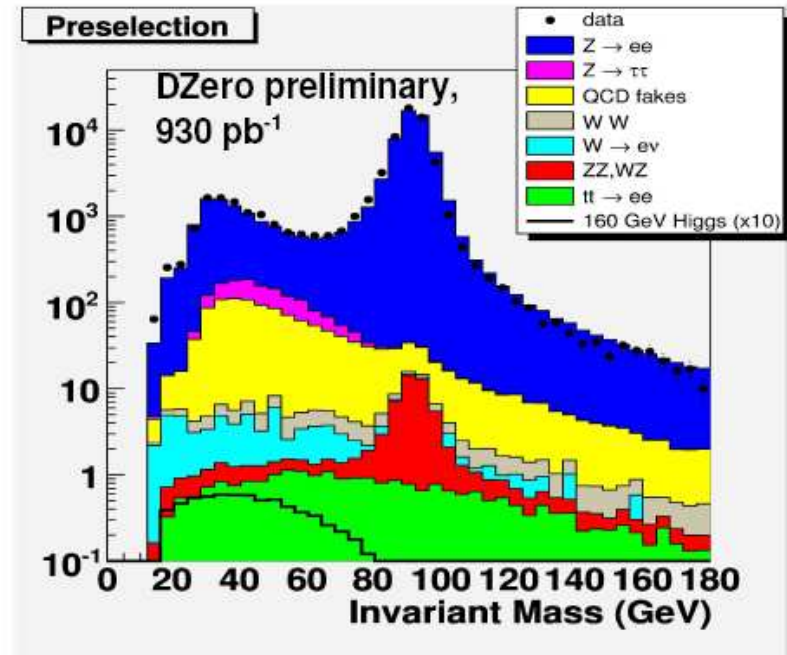 Preselection
data
Z → ee
Z → ττ
QCD fakes
W W
W → eν
ZZ,WZ
tt → ee
160 GeV Higgs (x10)
DZero preliminary,
930 pb⁻¹
10⁴
10³
10²
10
1
10⁻¹
0 20 40 60 80 100 120 140 160 180
Invariant Mass (GeV)